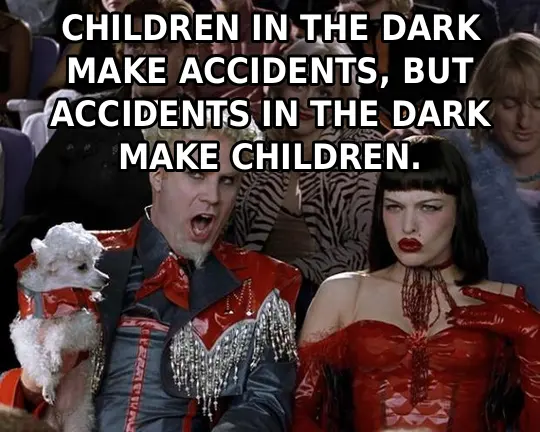 CHILDREN IN THE DARK
MAKE ACCIDENTS, BUT
ACCIDENTS IN THE DARK
MAKE CHILDREN.